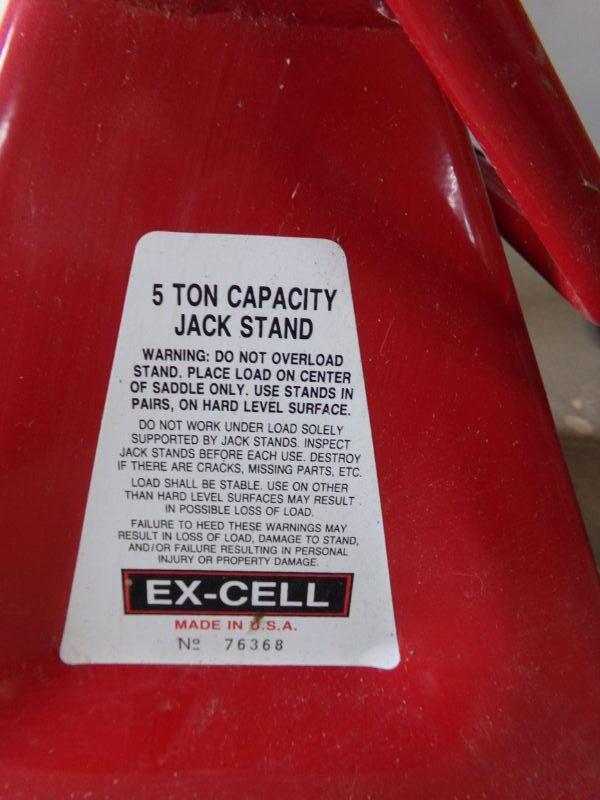 5 TON CAPACITY
JACK STAND
WARNING: DO NOT OVERLOAD
STAND. PLACE LOAD ON CENTER
OF SADDLE ONLY. USE STANDS IN
PAIRS, ON HARD LEVEL SURFACE.
DO NOT WORK UNDER LOAD SOLELY
SUPPORTED BY JACK STANDS. INSPECT
JACK STANDS BEFORE EACH USE. DESTROY
IF THERE ARE CRACKS, MISSING PARTS, ETC.
LOAD SHALL BE STABLE. USE ON OTHER
THAN HARD LEVEL SURFACES MAY RESULT
IN POSSIBLE LOSS OF LOAD.
FAILURE TO HEED THESE WARNINGS MAY
RESULT IN LOSS OF LOAD, DAMAGE TO STAND,
AND/OR FAILURE RESULTING IN PERSONAL
INJURY OR PROPERTY DAMAGE.
EX-CELL
MADE IN U.S.A.
Nº 76368